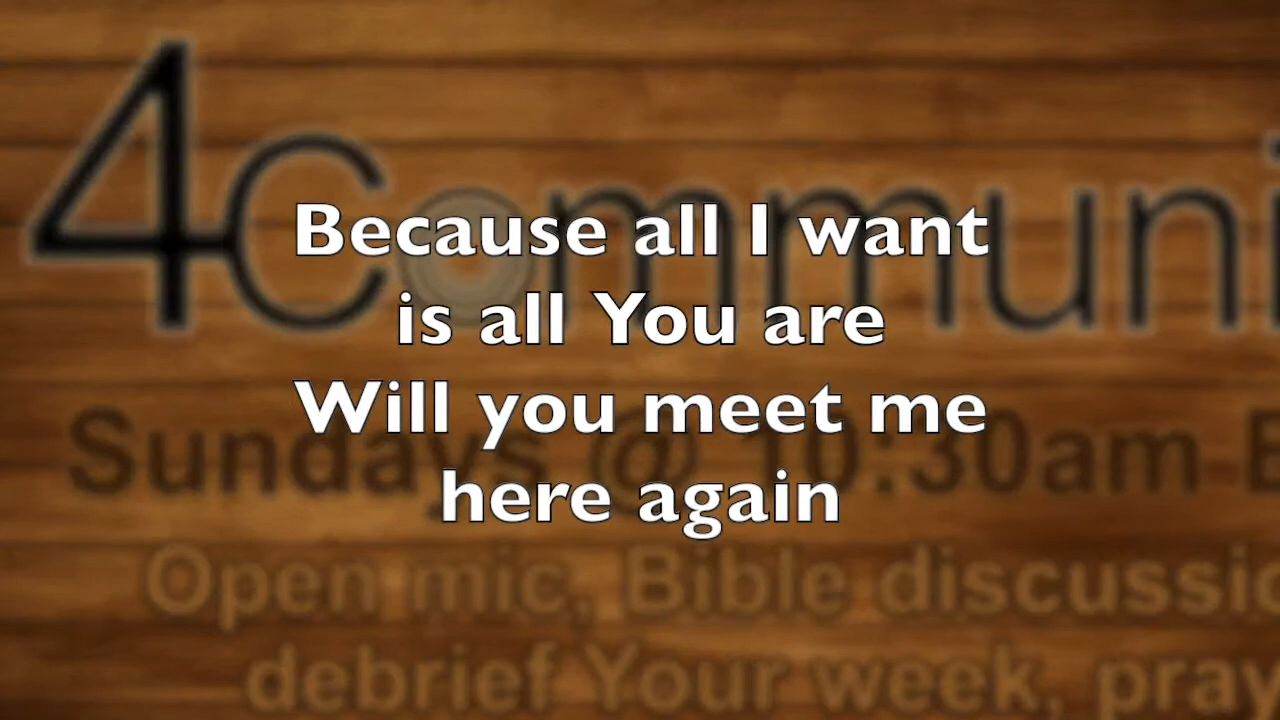 4Communi
Because all I want
is all You are
Will you meet me
here again
Sundays @ 10:30am
Open mic, Bible discussio
debrief Your week, pray